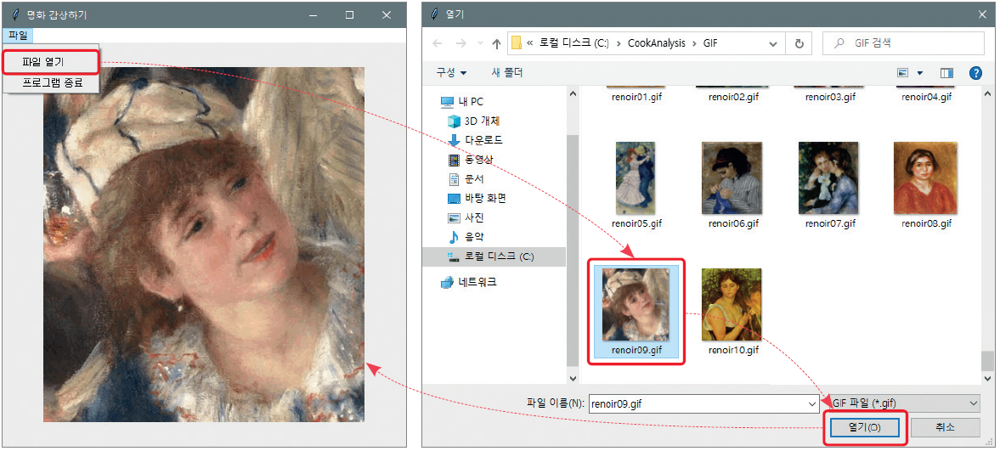 명화 감상하기
파일
파일 열기
프로그램 종료
열기
« 로컬 디스크 (C:) › CookAnalysis › GIF
GIF 검색
구성
새 폴더
내 PC
3D 개체
다운로드
동영상
문서
바탕 화면
사진
음악
로컬 디스크 (C:)
네트워크
renoir01.gif renoir02.gif renoir03.gif renoir04.gif
renoir05.gif renoir06.gif renoir07.gif renoir08.gif
renoir09.gif renoir10.gif
파일 이름(N): renoir09.gif
GIF 파일 (*.gif)
열기(O) 취소